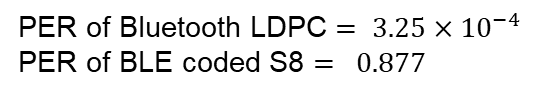 PER of Bluetooth LDPC = 3.25 × 10⁻⁴
PER of BLE coded S8 = 0.877